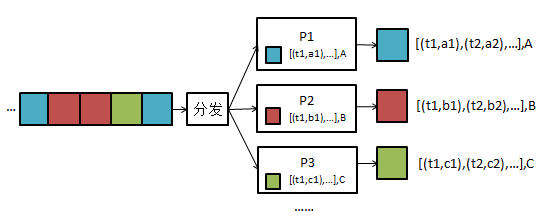 P1
[(t1,a1),...],A
[(t1,a1),(t2,a2),...],A
...
分发
P2
[(t1,b1),...],B
[(t1,b1),(t2,b2),...],B
P3
[(t1,c1),...],C
[(t1,c1),(t2,c2),...],C
......